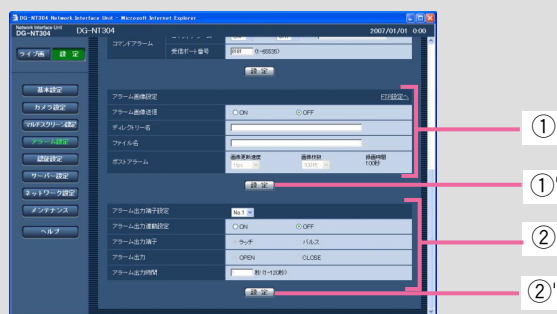 DG-NT304 Network Interface Unit - Microsoft Internet Explorer
Network Interface Unit
DG-NT304
DG-NT304
2007/01/01 0:00
ライブ画 設定
コマンドアラーム
受信ポート番号 (1-65535)
設定
基本設定
カメラ設定
マルチスクリーン設定
アラーム設定
認証設定
サーバー設定
ネットワーク設定
メンテナンス
ヘルプ
アラーム画像設定 FTP設定へ
アラーム画像送信 ON OFF
ディレクトリー名
ファイル名
ポストアラーム 画像更新速度 画像枚数 録画時間
1fps 100枚 100秒
設定
アラーム出力端子設定 No.1
アラーム出力連動設定 ON OFF
アラーム出力端子 ラッチ パルス
アラーム出力 OPEN CLOSE
アラーム出力時間 秒(1-120秒)
設定
①
①'
②
②'